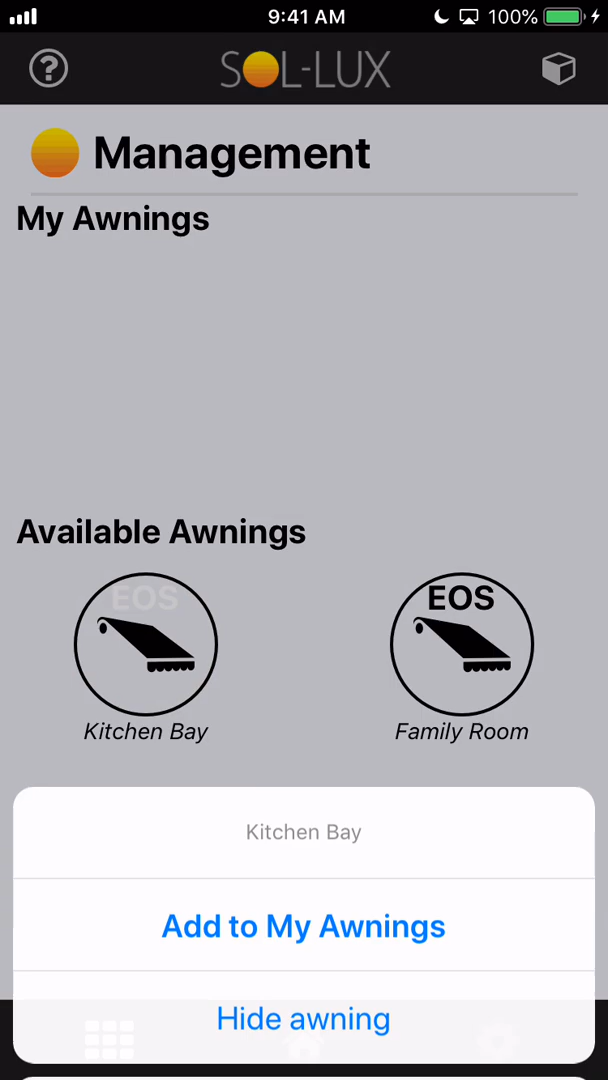 9:41 AM
100%
SOL-LUX
Management
My Awnings
Available Awnings
EOS
EOS
Kitchen Bay
Family Room
Kitchen Bay
Add to My Awnings
Hide awning